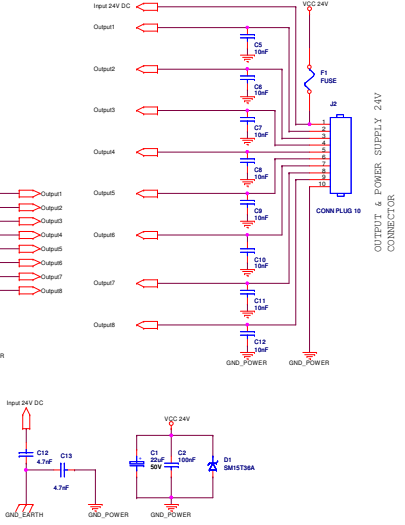 VCC 24V
Input 24V DC
Output1
C5
10nF
F1
FUSE
Output2
C6
10nF
J2
Output3
C7
10nF
1
2
3
4
5
6
7
8
9
10
Output4
C8
10nF
Output5
C9
10nF
CONN PLUG 10
OUTPUT & POWER SUPPLY 24V
CONNECTOR
Output1
Output2
Output3
Output4
Output5
Output6
Output7
Output8
Output6
C10
10nF
Output7
C11
10nF
Output8
C12
10nF
GND_POWER
GND_POWER
R
Input 24V DC
C12
4.7nF
C13
4.7nF
GND_EARTH
GND_POWER
VCC 24V
C1
22uF
50V
C2
100nF
D1
SM15T36A
GND_POWER